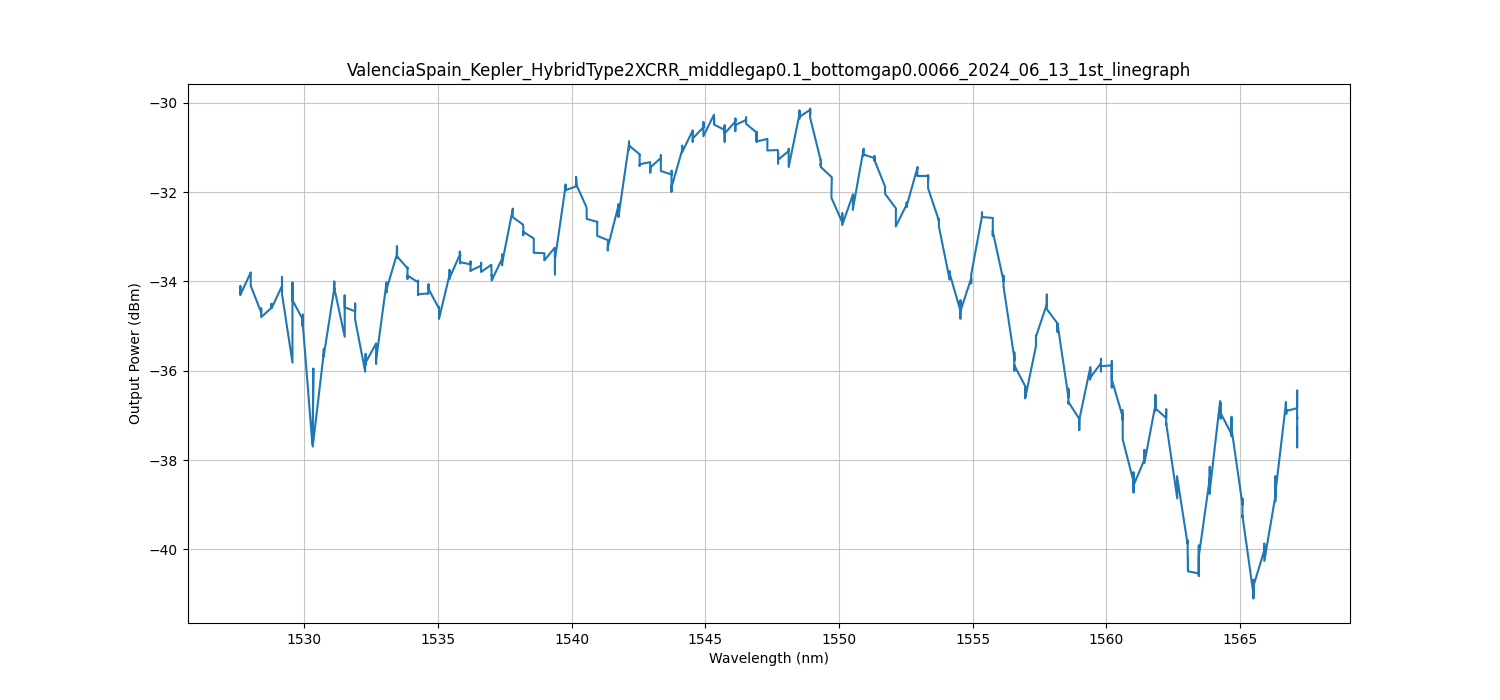 ValenciaSpain_Kepler_HybridType2XCRR_middlegap0.1_bottomgap0.0066_2024_06_13_1st_linegraph
Output Power (dBm)
−30
−32
−34
−36
−38
−40
1530 1535 1540 1545 1550 1555 1560 1565
Wavelength (nm)